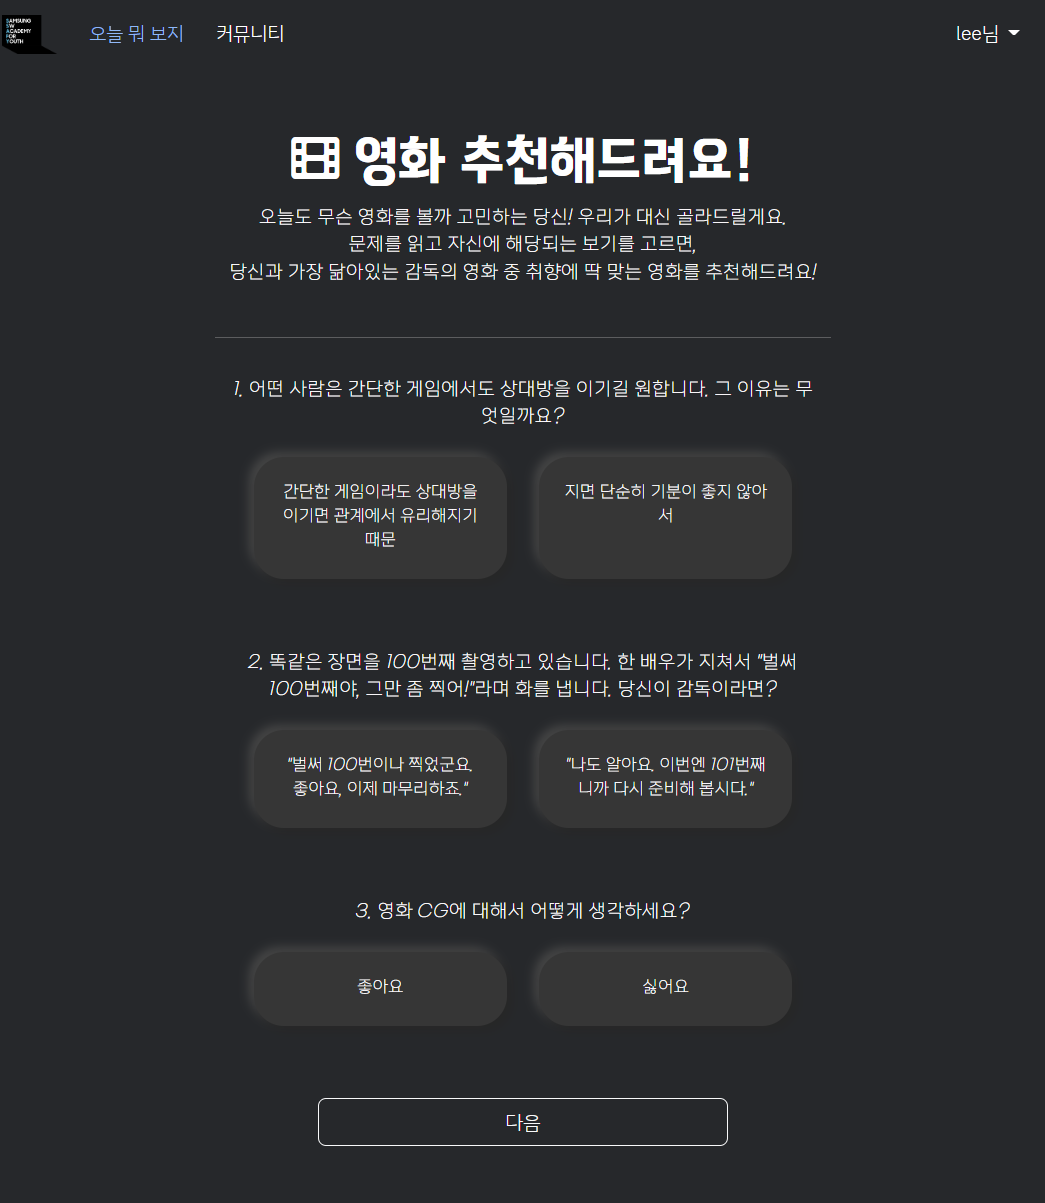 SAMSUNG
SW
ACADEMY
FOR
YOUTH
오늘 뭐 보지
커뮤니티
lee님
영화 추천해드려요!
오늘도 무슨 영화를 볼까 고민하는 당신! 우리가 대신 골라드릴게요.
문제를 읽고 자신에 해당되는 보기를 고르면,
당신과 가장 닮아있는 감독의 영화 중 취향에 딱 맞는 영화를 추천해드려요!
1. 어떤 사람은 간단한 게임에서도 상대방을 이기길 원합니다. 그 이유는 무
엇일까요?
간단한 게임이라도 상대방을
이기면 관계에서 유리해지기
때문
지면 단순히 기분이 좋지 않아
서
2. 똑같은 장면을 100번째 촬영하고 있습니다. 한 배우가 지쳐서 "벌써
100번째야, 그만 좀 찍어!"라며 화를 냅니다. 당신이 감독이라면?
"벌써 100번이나 찍었군요.
좋아요, 이제 마무리하죠."
"나도 알아요. 이번엔 101번째
니까 다시 준비해 봅시다."
3. 영화 CG에 대해서 어떻게 생각하세요?
좋아요
싫어요
다음